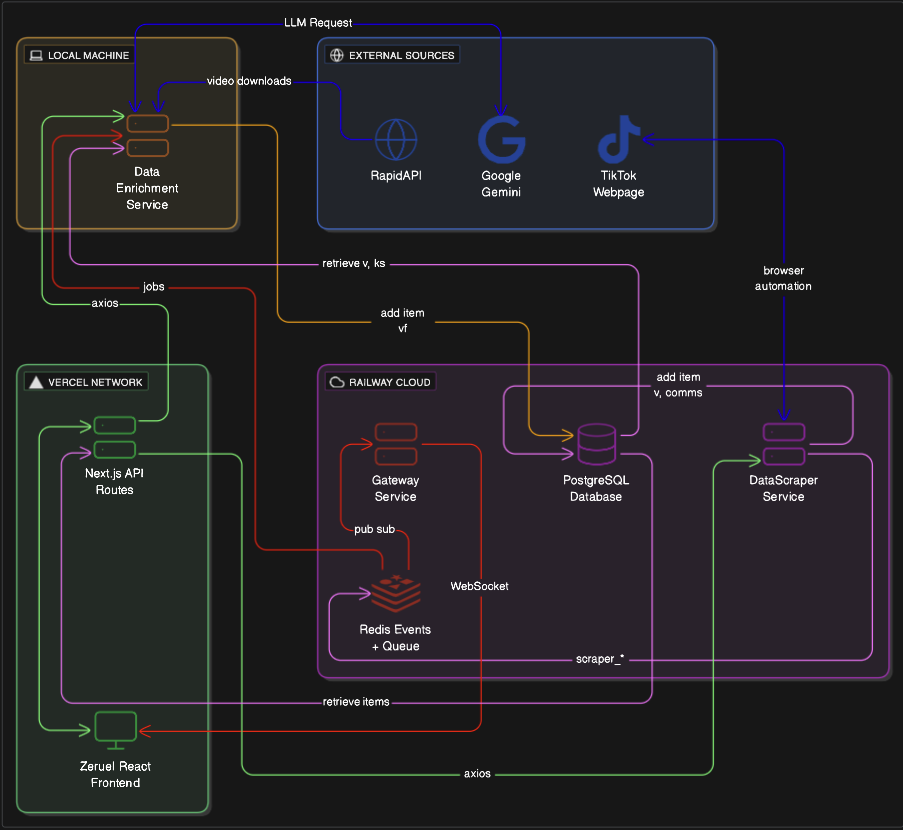 LLM Request
LOCAL MACHINE
EXTERNAL SOURCES
video downloads
Data
Enrichment
Service
RapidAPI
Google
Gemini
TikTok
Webpage
retrieve v, ks
browser
automation
jobs
axios
add item
vf
VERCEL NETWORK
RAILWAY CLOUD
add item
v, comms
Next.js API
Routes
Gateway
Service
PostgreSQL
Database
DataScraper
Service
pub sub
WebSocket
Redis Events
+ Queue
scraper_*
retrieve items
Zeruel React
Frontend
axios